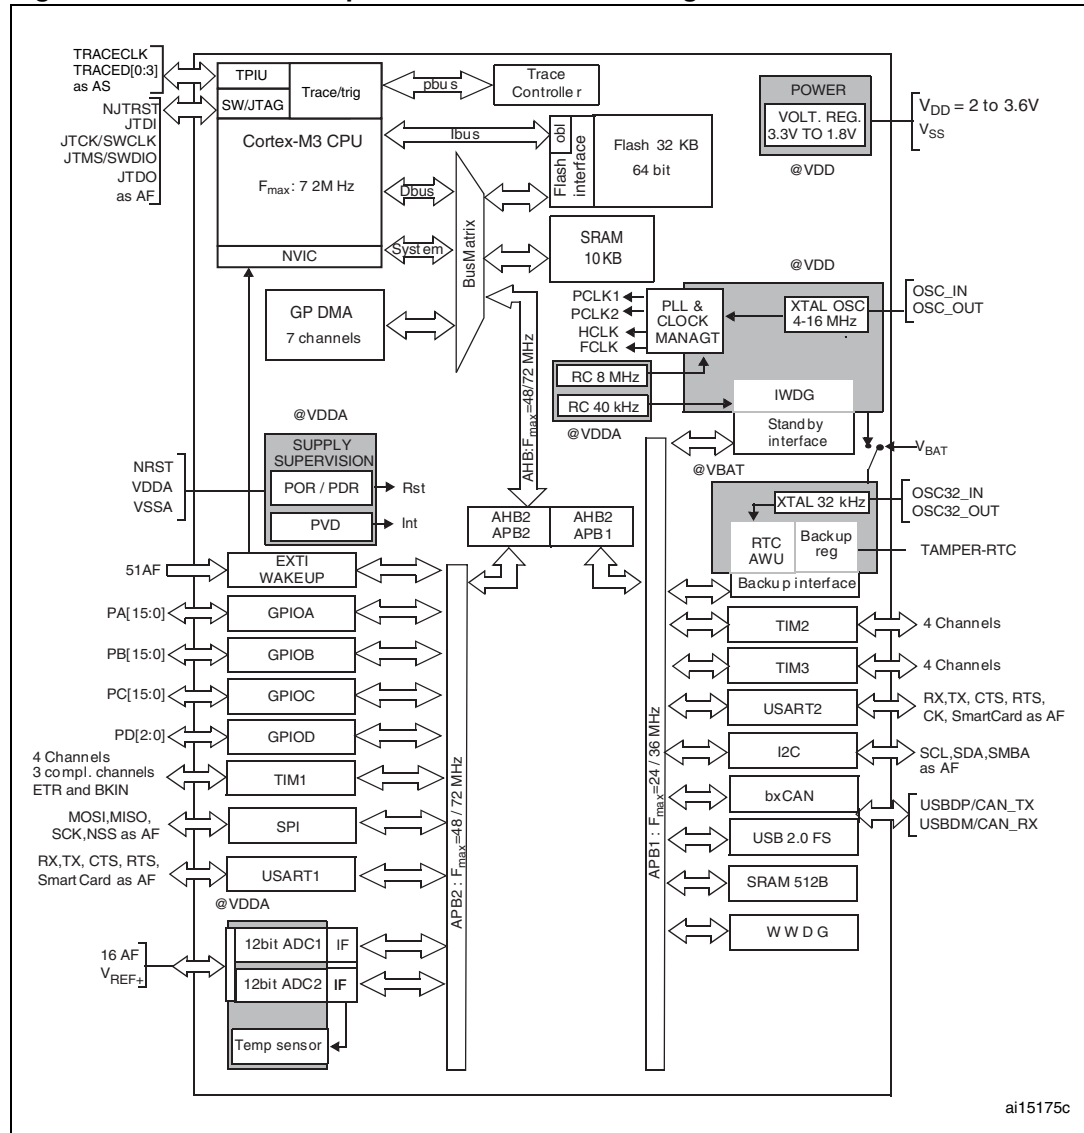 TRACECLK
TRACED[0:3]
as AS
NJTRST
JTDI
JTCK/SWCLK
JTMS/SWDIO
JTDO
as AF
TPIU
SW/JTAG
Trace/trig
Cortex-M3 CPU
Fmax: 7 2M Hz
NVIC
pbus
Trace
Controller
Ibus
Dbus
System
BusMatrix
Flash
interface
obl
Flash 32 KB
64 bit
SRAM
10KB
POWER
VOLT. REG.
3.3V TO 1.8V
@VDD
VDD = 2 to 3.6V
VSS
GP DMA
7 channels
AHB:Fmax=48/72 MHz
PCLK1
PCLK2
HCLK
FCLK
PLL &
CLOCK
MANAGT
@VDD
XTAL OSC
4-16 MHz
OSC_IN
OSC_OUT
RC 8 MHz
RC 40 kHz
@VDDA
IWDG
Standby
interface
VBAT
@VBAT
XTAL 32 kHz
OSC32_IN
OSC32_OUT
RTC
AWU
Backup
reg
TAMPER-RTC
Backup interface
@VDDA
SUPPLY
SUPERVISION
POR / PDR
Rst
PVD
Int
NRST
VDDA
VSSA
AHB2
APB2
AHB2
APB1
51AF
EXTI
WAKEUP
PA[15:0]
GPIOA
PB[15:0]
GPIOB
PC[15:0]
GPIOC
PD[2:0]
GPIOD
4 Channels
3 compl. channels
ETR and BKIN
TIM1
MOSI,MISO,
SCK,NSS as AF
SPI
RX,TX, CTS, RTS,
SmartCard as AF
USART1
@VDDA
16 AF
VREF+
12bit ADC1
IF
12bit ADC2
IF
Temp sensor
APB2 : Fmax=48 / 72 MHz
APB1 : Fmax=24 / 36 MHz
TIM2
4 Channels
TIM3
4 Channels
USART2
RX,TX, CTS, RTS,
CK, SmartCard as AF
I2C
SCL,SDA,SMBA
as AF
bxCAN
USBDP/CAN_TX
USBDM/CAN_RX
USB 2.0 FS
SRAM 512B
W W D G
ai15175c